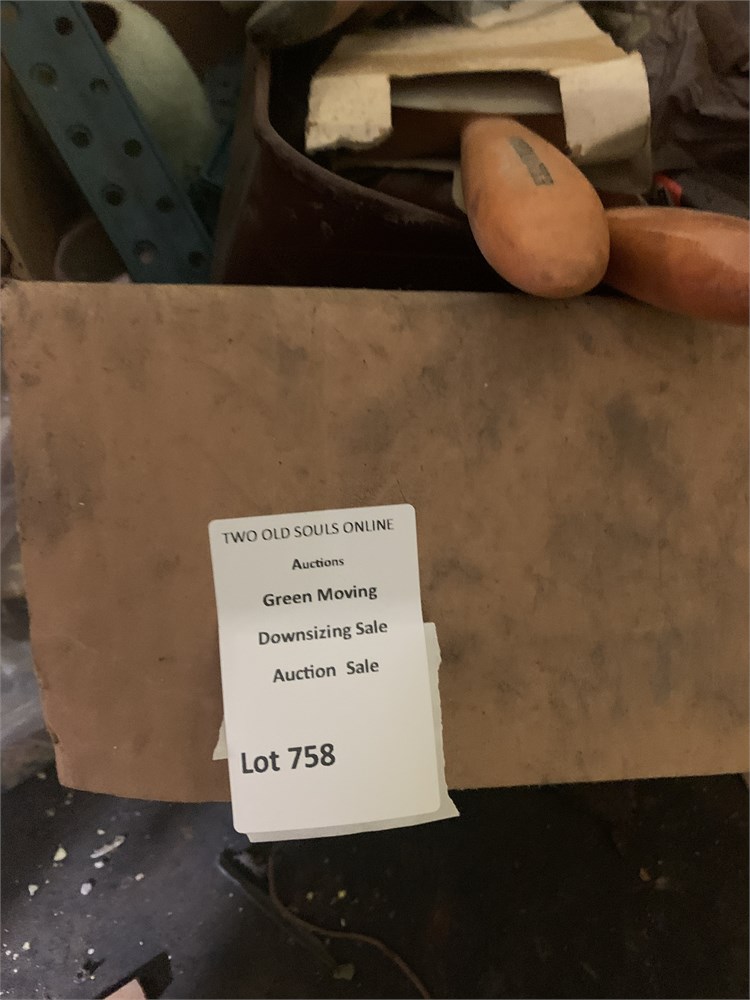 TWO OLD SOULS ONLINE
Auctions
Green Moving
Downsizing Sale
Auction Sale
Lot 758